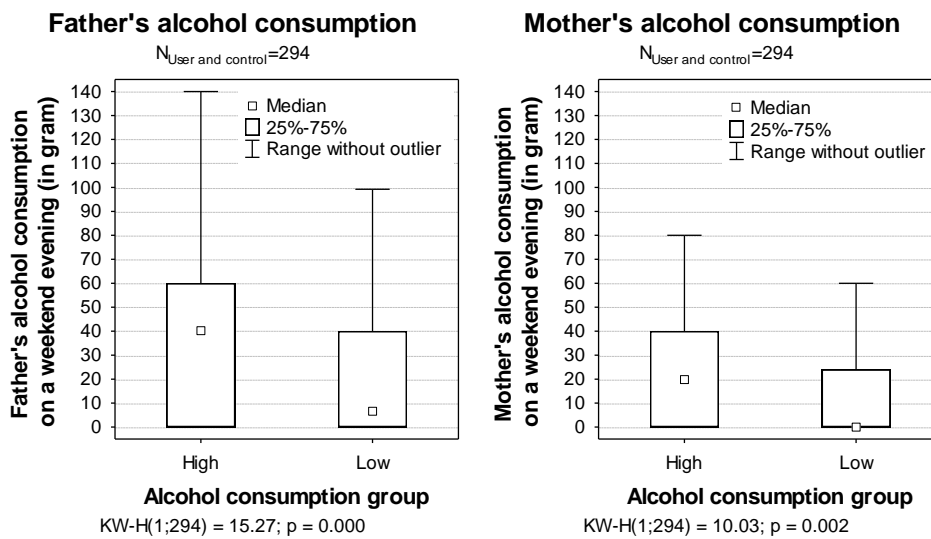 Father's alcohol consumption
N User and control=294
Father's alcohol consumption
on a weekend evening (in gram)
140
130
120
110
100
90
80
70
60
50
40
30
20
10
0
Median
25%-75%
Range without outlier
High
Low
Alcohol consumption group
KW-H(1;294) = 15.27; p = 0.000
Mother's alcohol consumption
N User and control=294
Mother's alcohol consumption
on a weekend evening (in gram)
140
130
120
110
100
90
80
70
60
50
40
30
20
10
0
Median
25%-75%
Range without outlier
High
Low
Alcohol consumption group
KW-H(1;294) = 10.03; p = 0.002